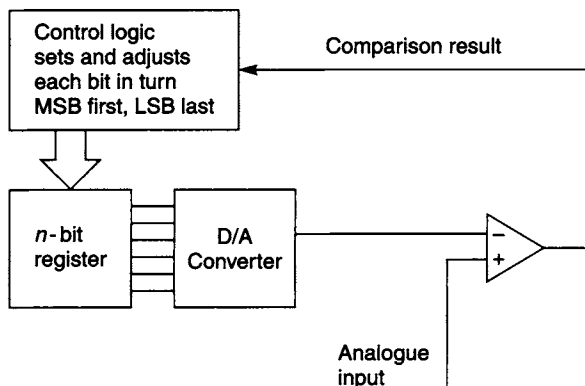 Control logic
sets and adjusts
each bit in turn
MSB first, LSB last
Comparison result
n-bit
register
D/A
Converter
−
+
Analogue
input